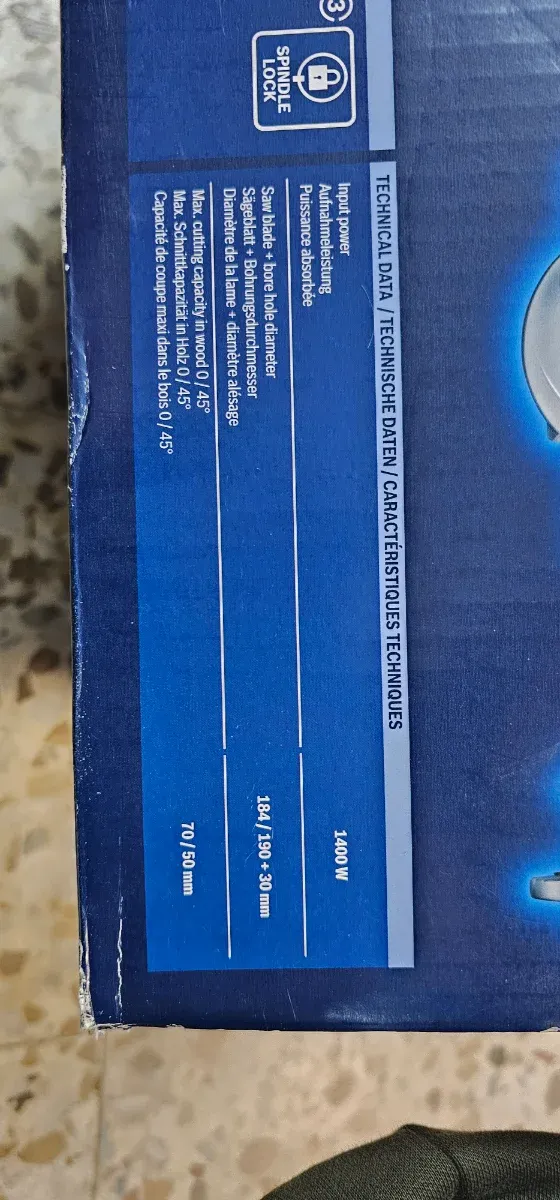 3
SPINDLE
LOCK
TECHNICAL DATA / TECHNISCHE DATEN / CARACTÉRISTIQUES TECHNIQUES
Input power
Aufnahmeleistung
Puissance absorbée
1400 W
Saw blade + bore hole diameter
Sägeblatt + Bohrungsdurchmesser
Diamètre de la lame + diamètre alésage
184 / 190 + 30 mm
Max. cutting capacity in wood 0 / 45°
Max. Schnittkapazität in Holz 0 / 45°
Capacité de coupe maxi dans le bois 0 / 45°
70 / 50 mm